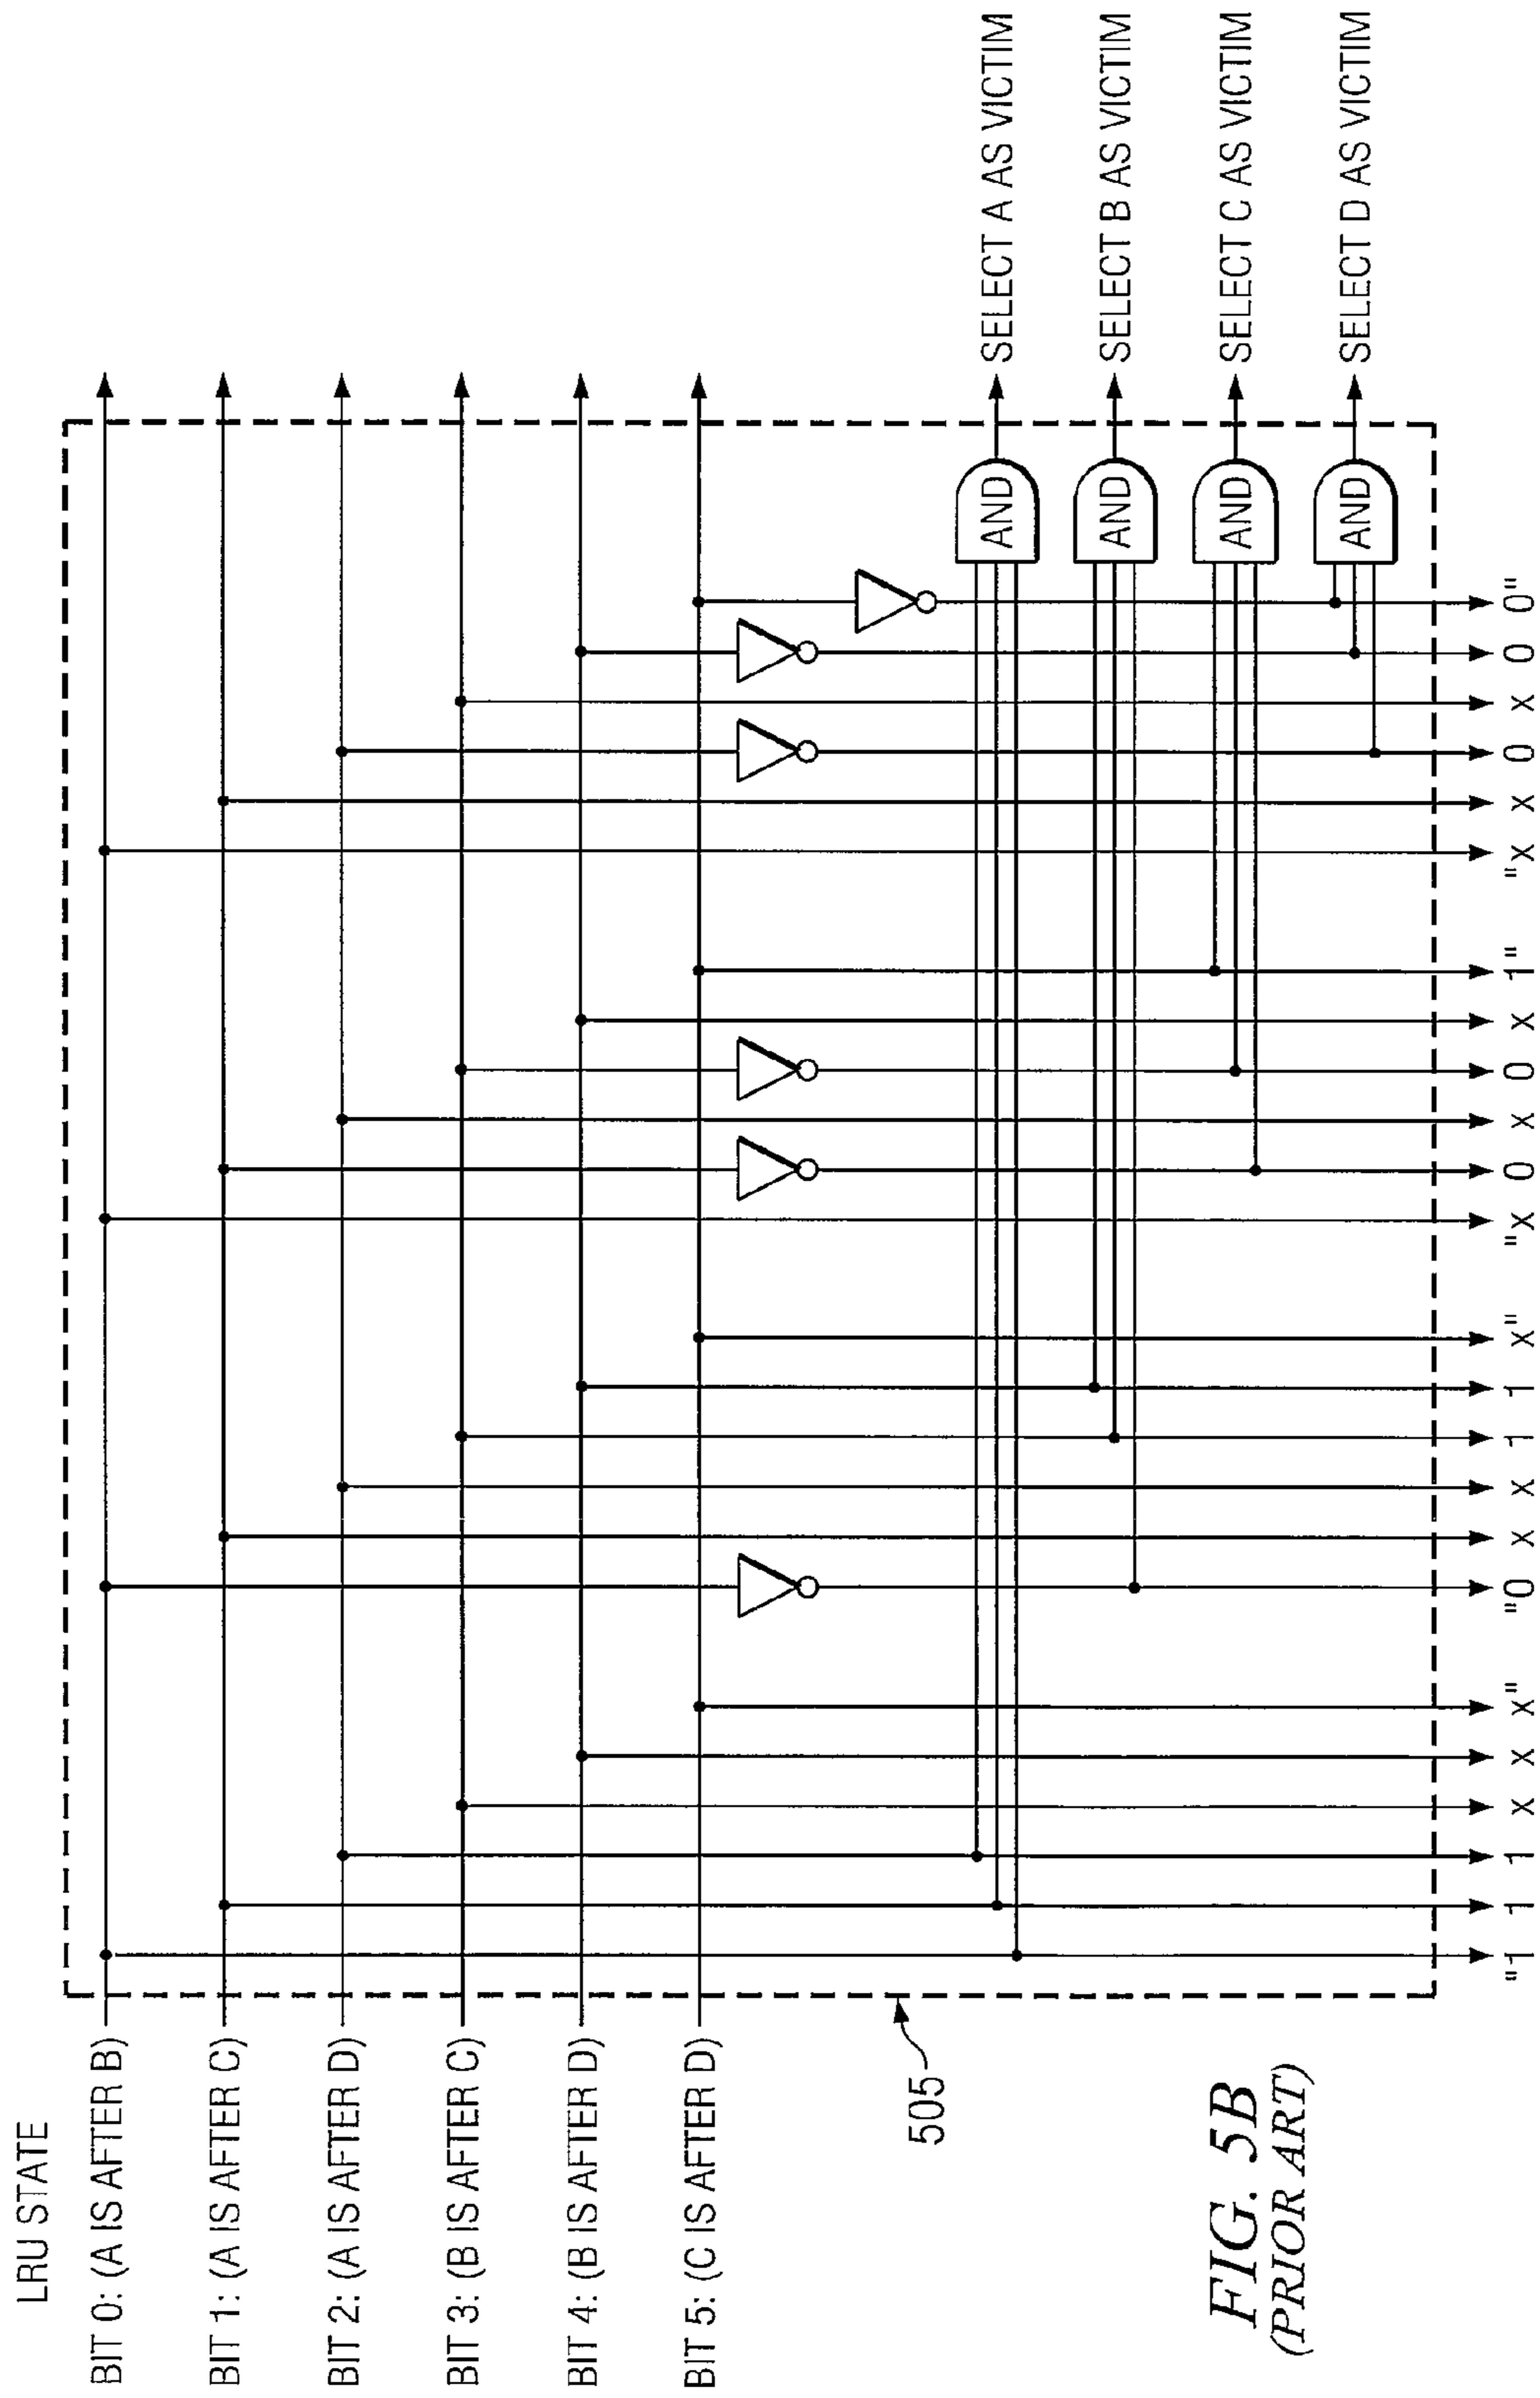 LRU STATE
BIT 0: (A IS AFTER B)
BIT 1: (A IS AFTER C)
BIT 2: (A IS AFTER D)
BIT 3: (B IS AFTER C)
BIT 4: (B IS AFTER D)
BIT 5: (C IS AFTER D)
505
AND
SELECT A AS VICTIM
AND
SELECT B AS VICTIM
AND
SELECT C AS VICTIM
AND
SELECT D AS VICTIM
"1 1 1 X X X" "0 X X 1 1 X" "X 0 X 0 X 1" "X X 0 X 0 0"
FIG. 5B
(PRIOR ART)